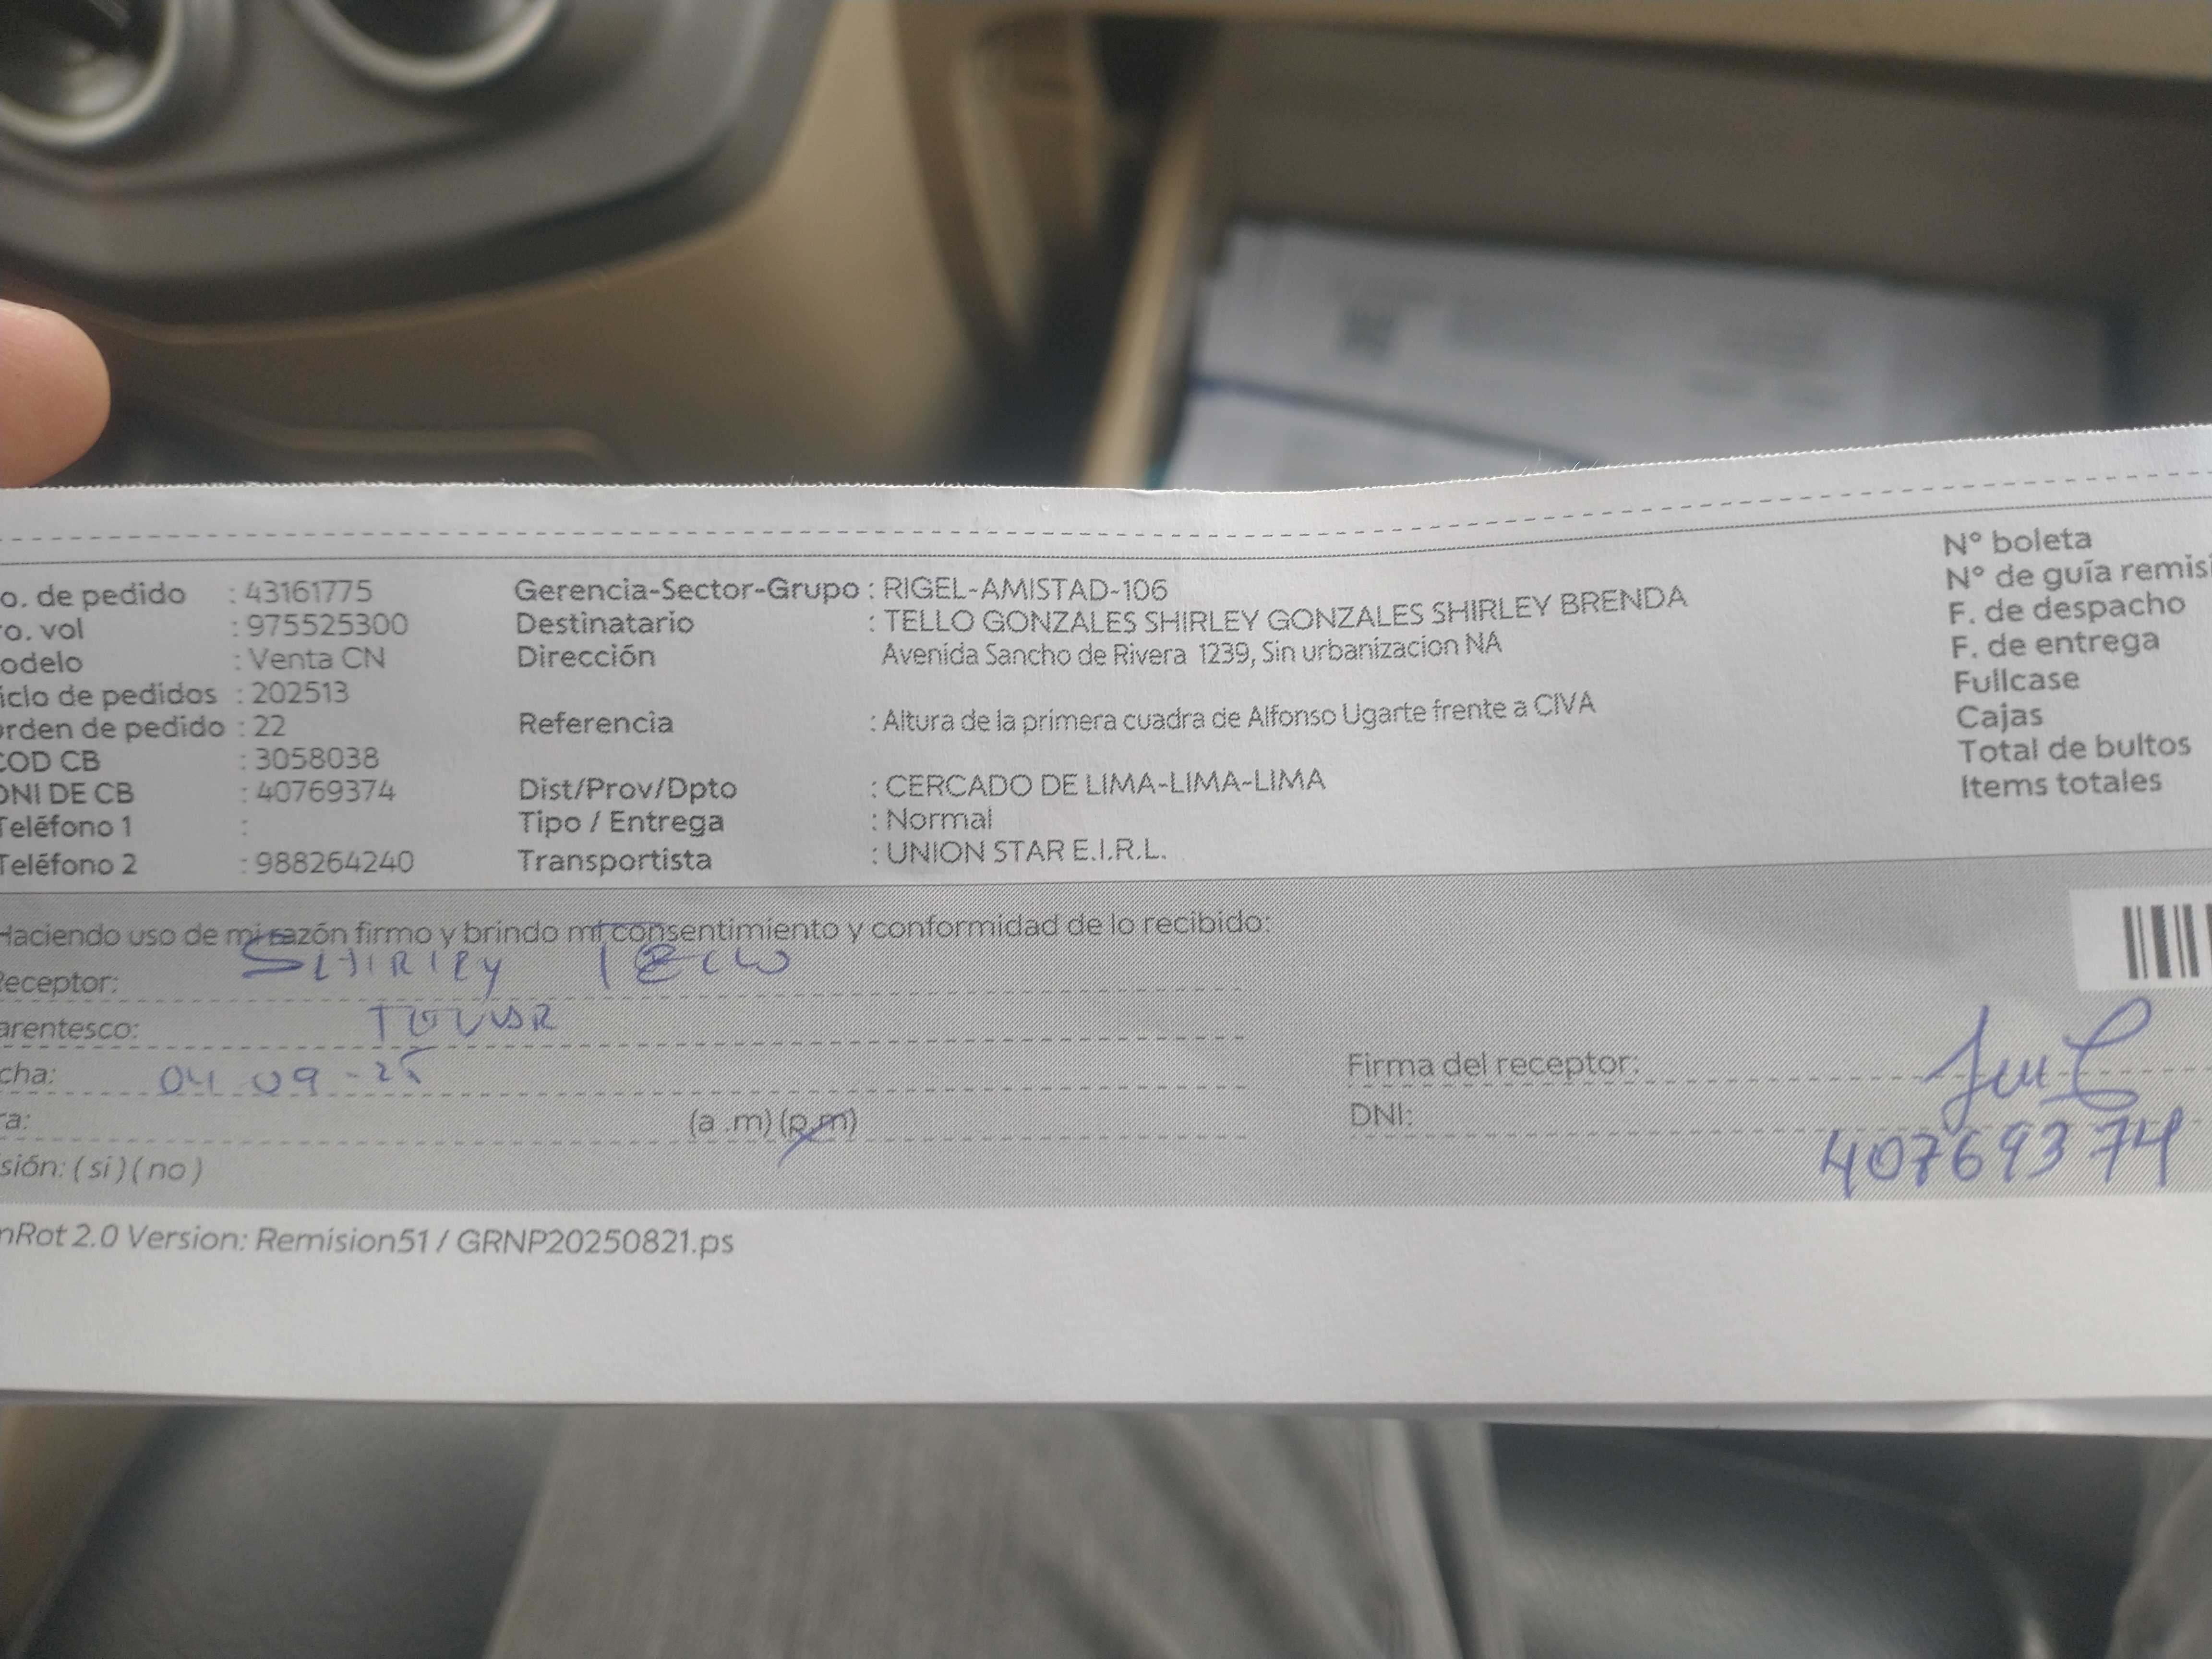 o. de pedido : 43161775 Gerencia-Sector-Grupo : RIGEL-AMISTAD-106 N° boleta
ro. vol : 975525300 Destinatario : TELLO GONZALES SHIRLEY GONZALES SHIRLEY BRENDA N° de guía remisi
odelo : Venta CN Dirección Avenida Sancho de Rivera 1239, Sin urbanizacion NA F. de despacho
iclo de pedidos : 202513 F. de entrega
orden de pedido : 22 Referencia : Altura de la primera cuadra de Alfonso Ugarte frente a CIVA Fullcase
COD CB : 3058038 Cajas
DNI DE CB : 40769374 Dist/Prov/Dpto : CERCADO DE LIMA-LIMA-LIMA Total de bultos
Teléfono 1 : Tipo / Entrega : Normal Items totales
Teléfono 2 : 988264240 Transportista : UNION STAR E.I.R.L.
Haciendo uso de mi razón firmo y brindo mi consentimiento y conformidad de lo recibido:
Receptor: SHIRLEY TELLO
arentesco:
cha: 04 09 -25 Firma del receptor:
ra: (a .m) (p.m) DNI: 40769374
sión: ( si ) ( no )
nRot 2.0 Version: Remision51 / GRNP20250821.ps